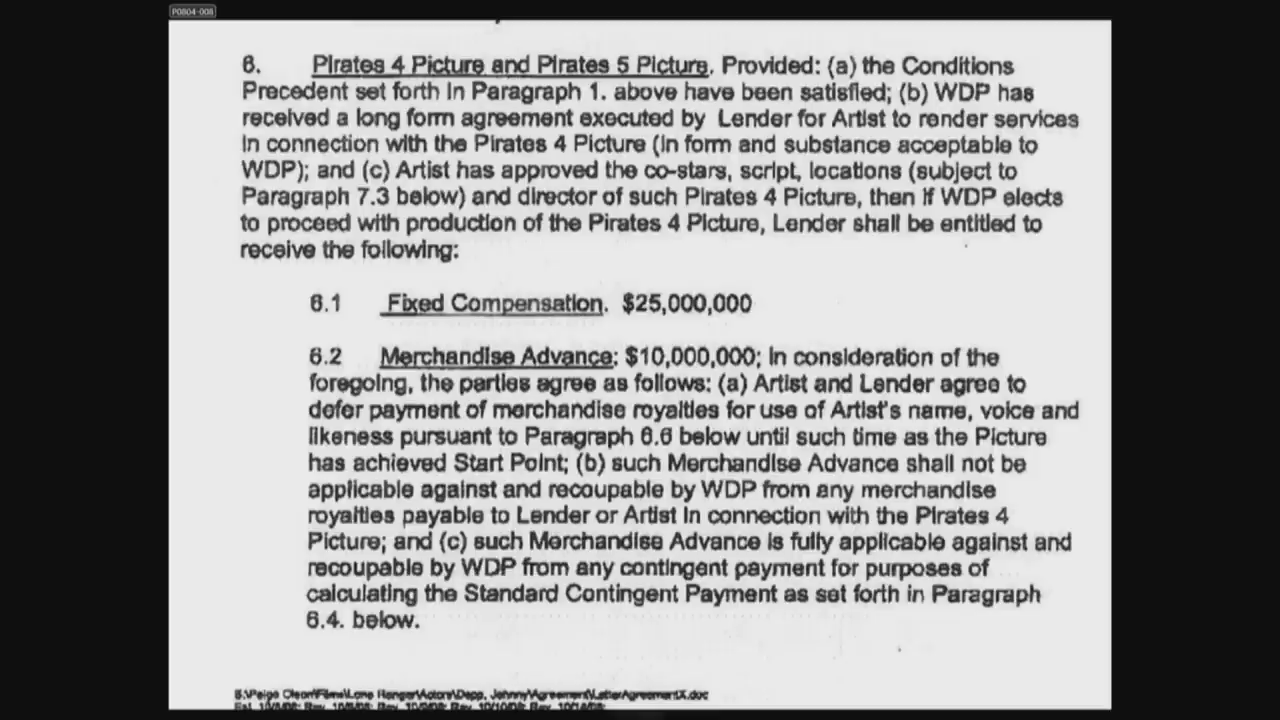 P0804-008
6. Pirates 4 Picture and Pirates 5 Picture. Provided: (a) the Conditions
Precedent set forth in Paragraph 1. above have been satisfied; (b) WDP has
received a long form agreement executed by Lender for Artist to render services
in connection with the Pirates 4 Picture (in form and substance acceptable to
WDP); and (c) Artist has approved the co-stars, script, locations (subject to
Paragraph 7.3 below) and director of such Pirates 4 Picture, then if WDP elects
to proceed with production of the Pirates 4 Picture, Lender shall be entitled to
receive the following:
6.1 Fixed Compensation. $25,000,000
6.2 Merchandise Advance: $10,000,000; in consideration of the
foregoing, the parties agree as follows: (a) Artist and Lender agree to
defer payment of merchandise royalties for use of Artist's name, voice and
likeness pursuant to Paragraph 6.6 below until such time as the Picture
has achieved Start Point; (b) such Merchandise Advance shall not be
applicable against and recoupable by WDP from any merchandise
royalties payable to Lender or Artist in connection with the Pirates 4
Picture; and (c) such Merchandise Advance is fully applicable against and
recoupable by WDP from any contingent payment for purposes of
calculating the Standard Contingent Payment as set forth in Paragraph
6.4. below.
S:\Paige Olson\Films\Lone Ranger\Actors\Depp, Johnny\Agreement\LetterAgreementX.doc